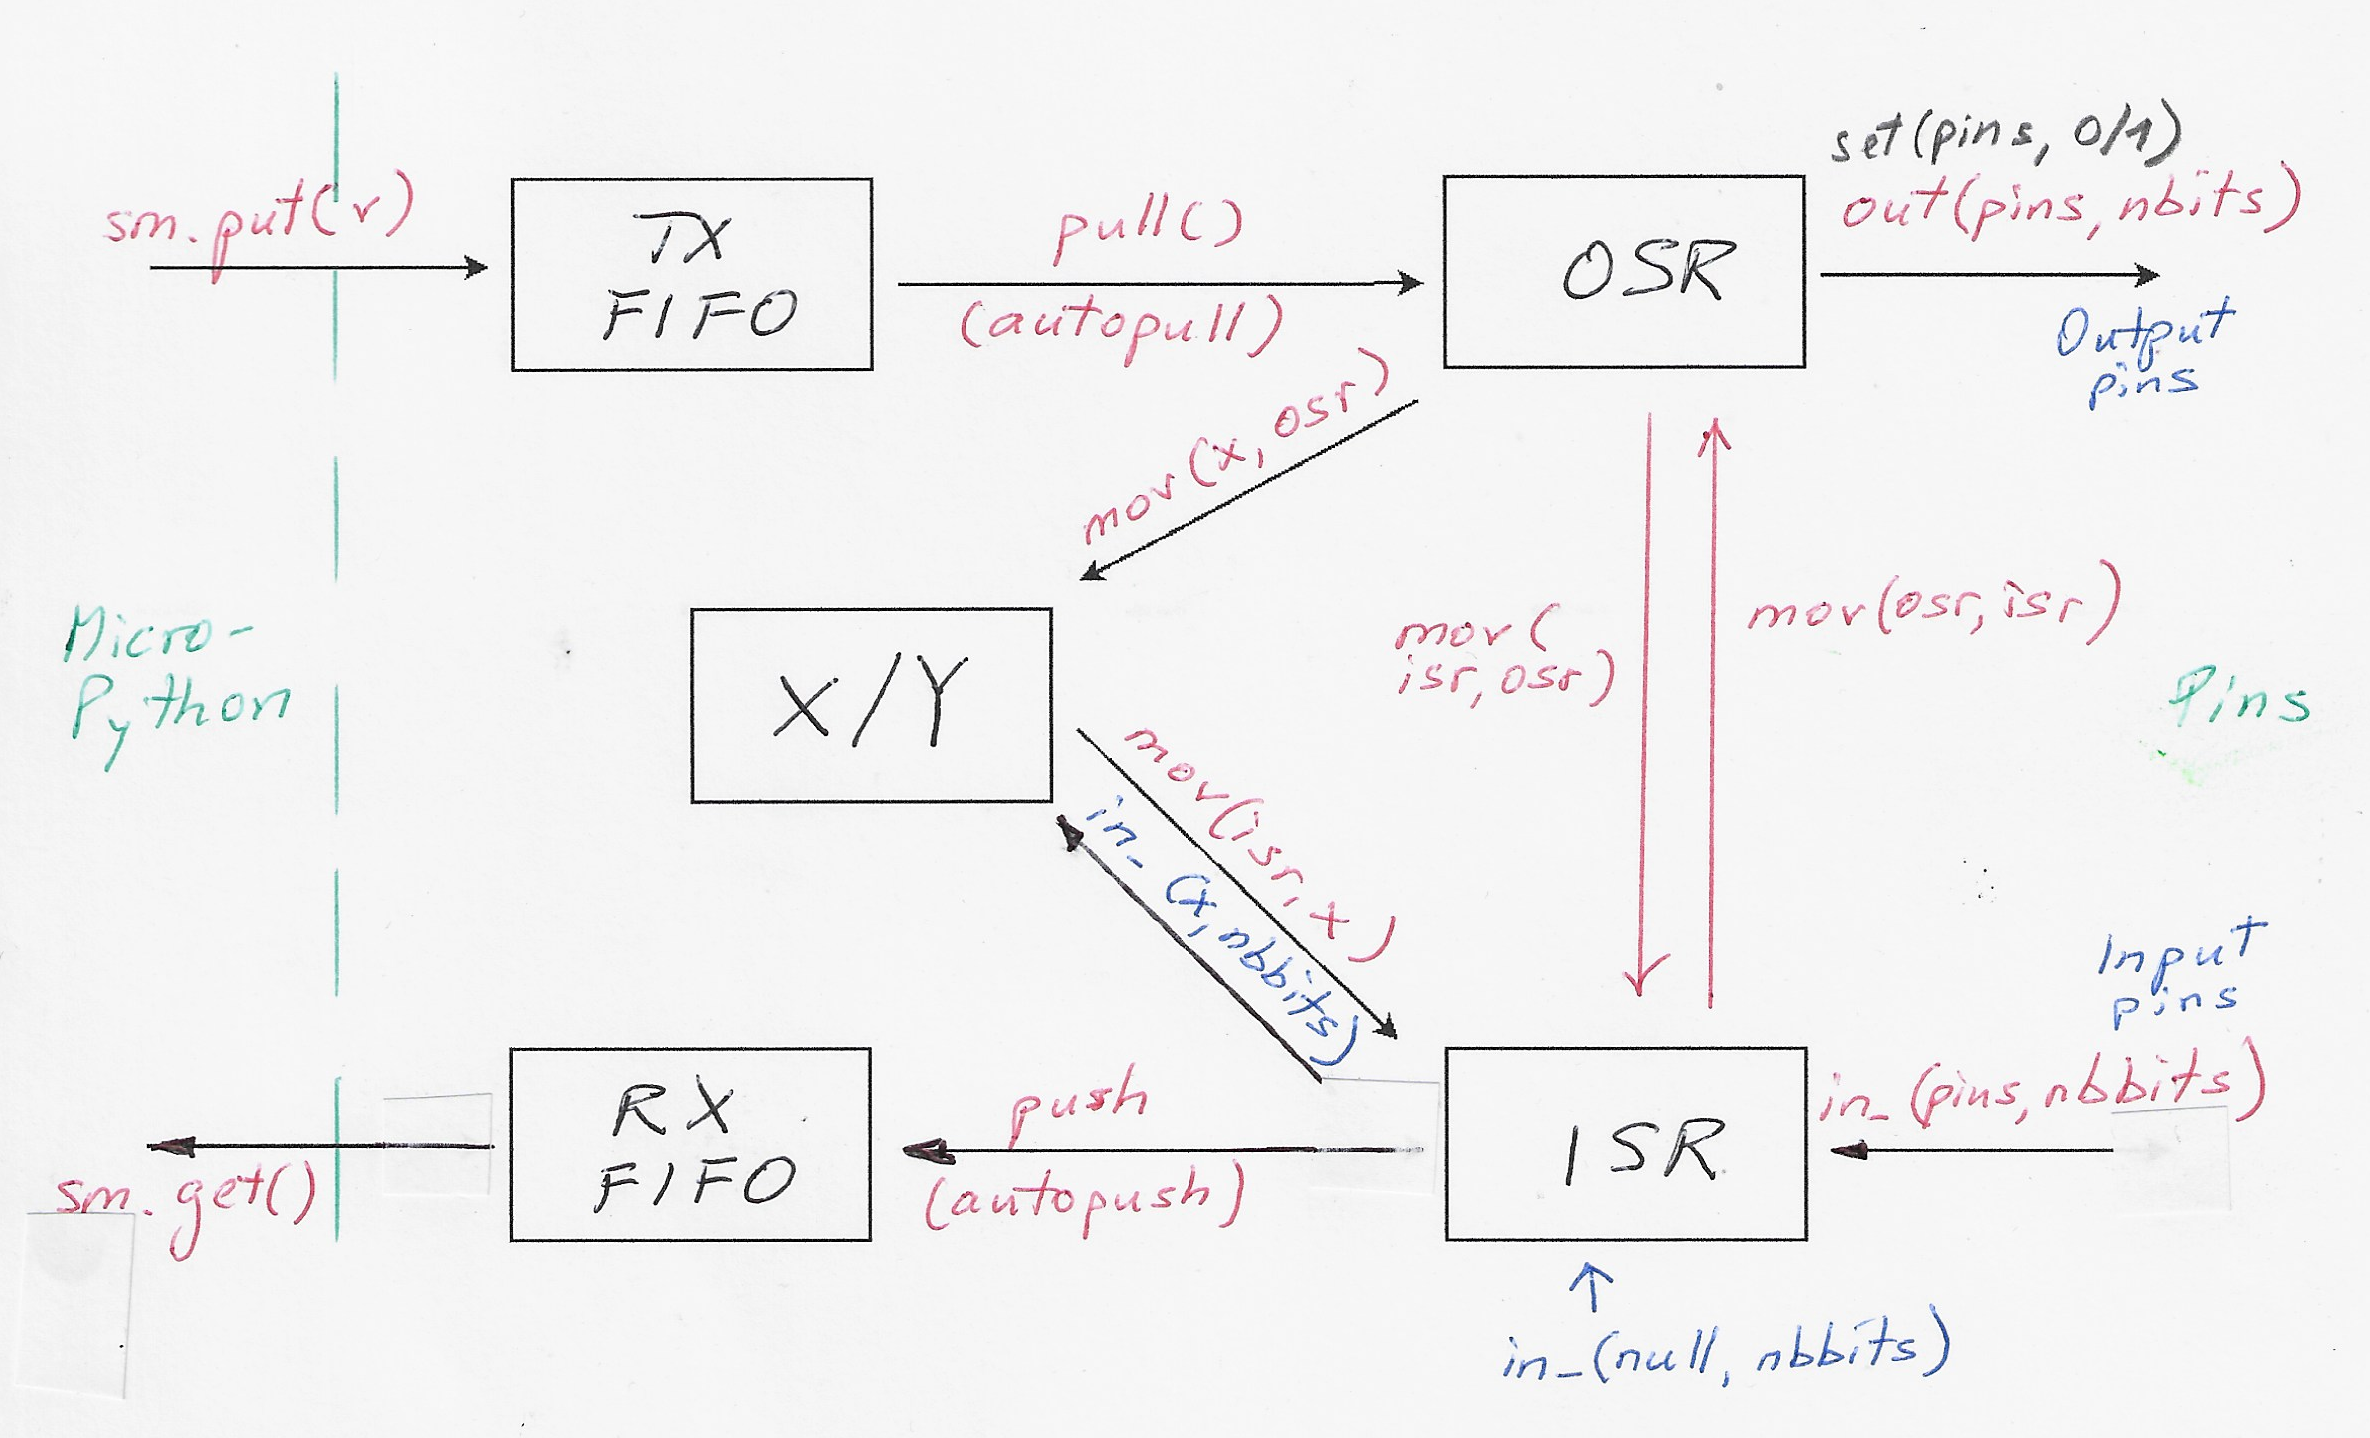 set(pins, 0/1)
sm.put(v)
TX
FIFO
pull()
(autopull)
OSR
out(pins, nbits)
Output
pins
mov(x, osr)
Micro-
Python
X/Y
mov(
isr, osr)
mov(osr, isr)
Pins
mov(isr, x)
in_(x, nbbits)
Input
pins
sm.get()
RX
FIFO
push
(autopush)
ISR
in_(pins, nbbits)
in_(null, nbbits)